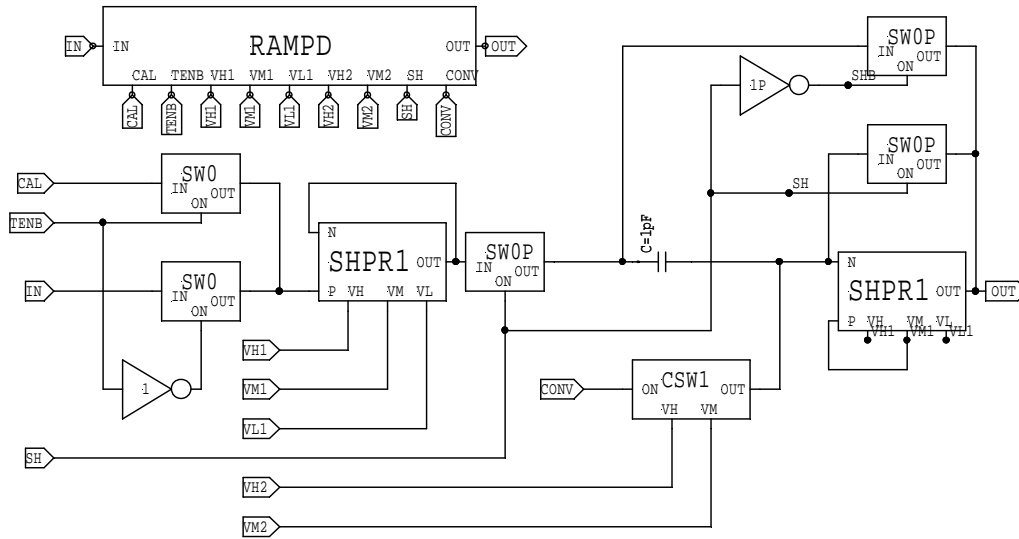 IN IN RAMPD OUT OUT
CAL TENB VH1 VM1 VL1 VH2 VM2 SH CONV
CAL TENB VH1 VM1 VL1 VH2 VM2 SH CONV
SW0P
IN OUT
ON
1P SHB
SW0P
IN OUT
ON
SH
CAL
SW0
IN OUT
ON
TENB
N
SHPR1 OUT
P VH VM VL
SW0P
IN OUT
ON
C=1pF
N
SHPR1 OUT OUT
P VH VM VL
VH1 VM1 VL1
IN
SW0
IN OUT
ON
1
VH1
VM1
VL1
CONV ON CSW1 OUT
VH VM
SH
VH2
VM2